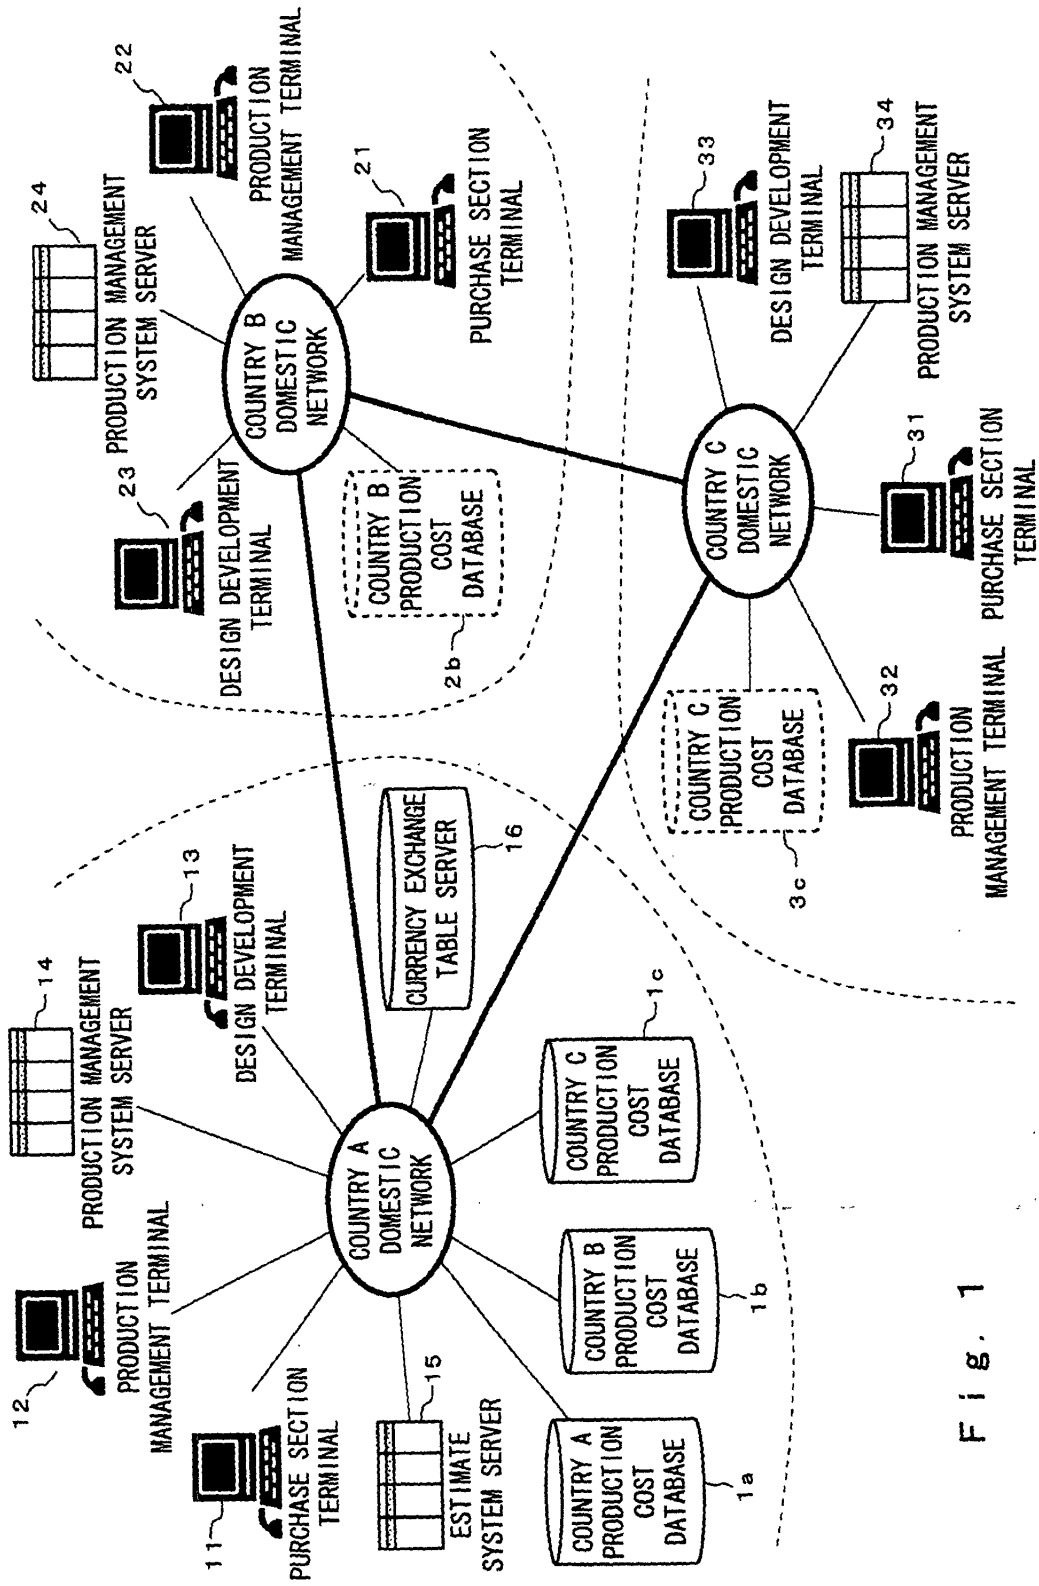 12
PRODUCTION
MANAGEMENT TERMINAL
14
PRODUCTION MANAGEMENT
SYSTEM SERVER
13
DESIGN DEVELOPMENT
TERMINAL
11
PURCHASE SECTION
TERMINAL
15
ESTIMATE
SYSTEM SERVER
COUNTRY A
DOMESTIC
NETWORK
CURRENCY EXCHANGE
TABLE SERVER
16
COUNTRY A
PRODUCTION
COST
DATABASE
1a
COUNTRY B
PRODUCTION
COST
DATABASE
1b
COUNTRY C
PRODUCTION
COST
DATABASE
1c
23
DESIGN DEVELOPMENT
TERMINAL
24
PRODUCTION MANAGEMENT
SYSTEM SERVER
22
PRODUCTION
MANAGEMENT TERMINAL
COUNTRY B
DOMESTIC
NETWORK
21
PURCHASE SECTION
TERMINAL
COUNTRY B
PRODUCTION
COST
DATABASE
2b
COUNTRY C
DOMESTIC
NETWORK
33
DESIGN DEVELOPMENT
TERMINAL
34
PRODUCTION MANAGEMENT
SYSTEM SERVER
COUNTRY C
PRODUCTION
COST
DATABASE
3c
32
PRODUCTION
MANAGEMENT TERMINAL
31
PURCHASE SECTION
TERMINAL
Fig. 1